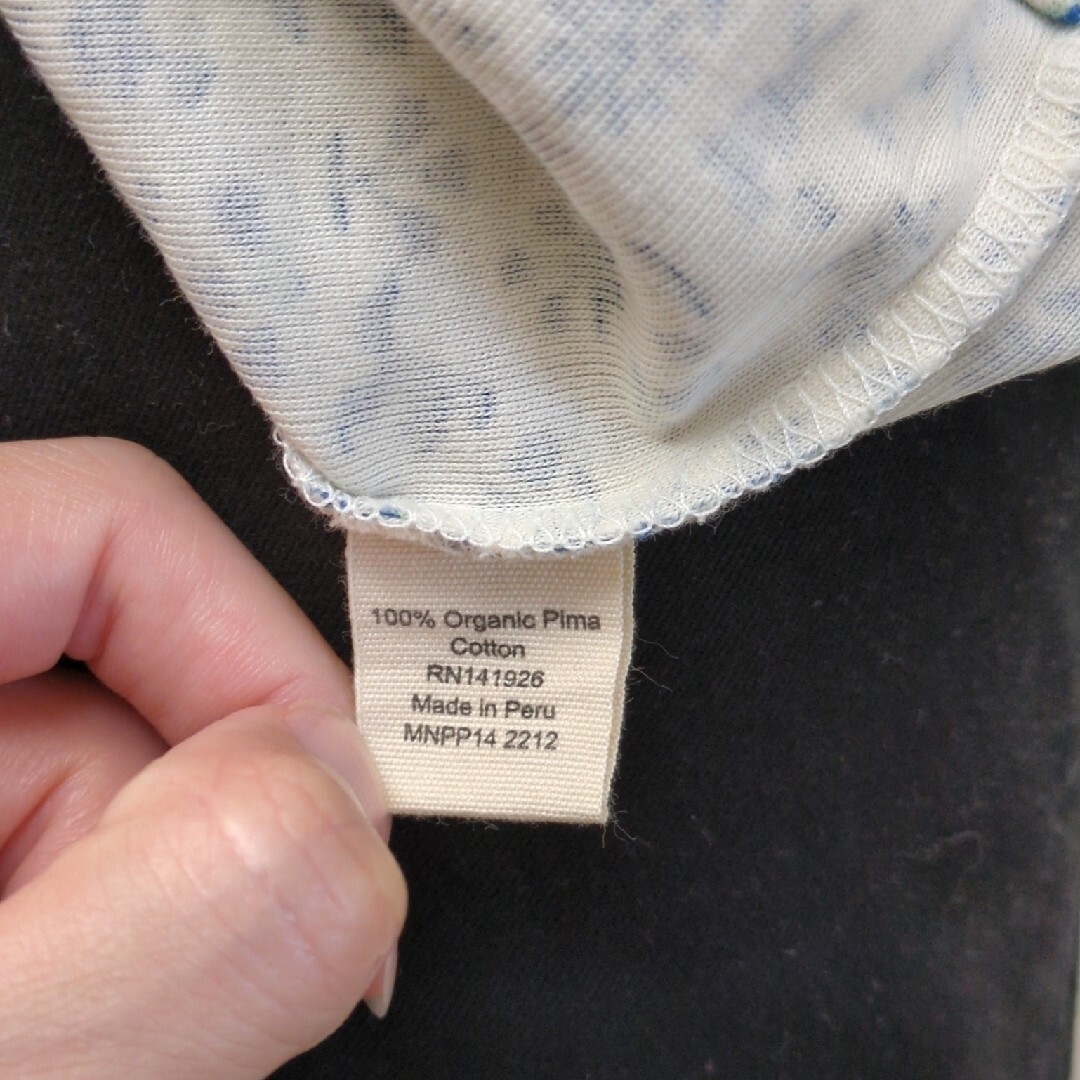 100% Organic Pima
Cotton
RN141926
Made in Peru
MNPP14 2212